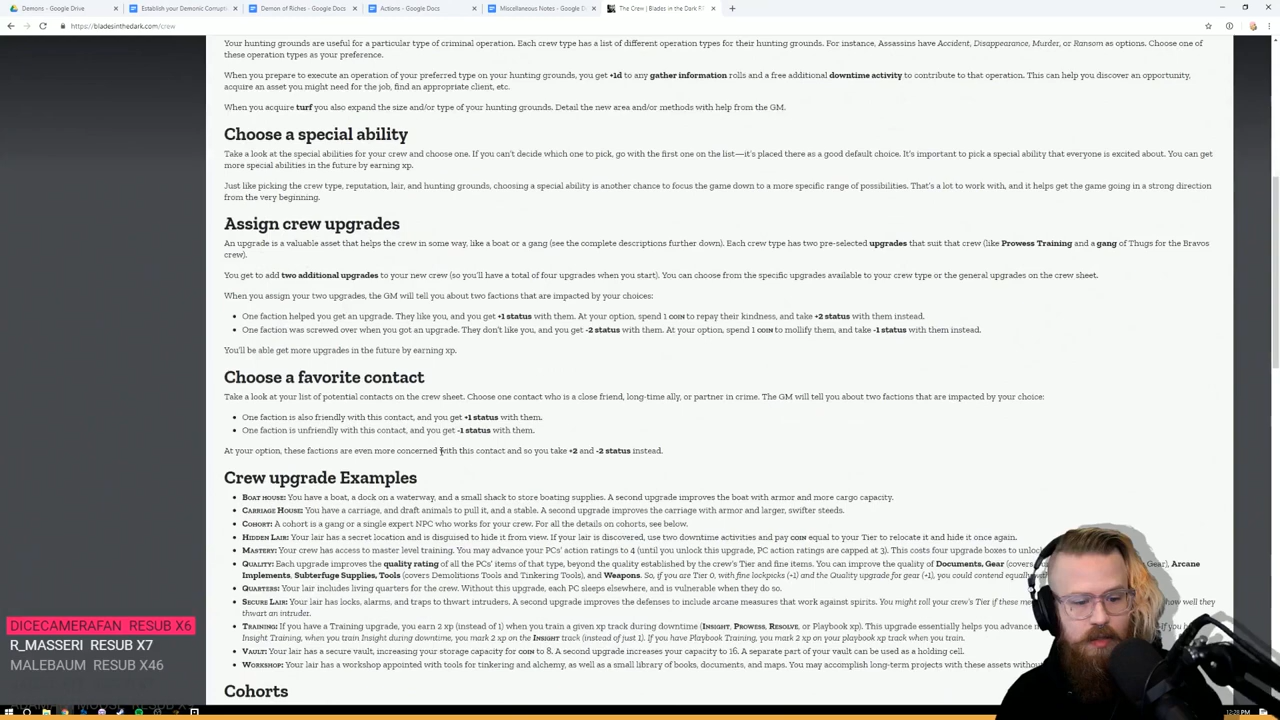 Demons - Google Drive
Establish your Demonic Corrupt
Demon of Riches - Google Docs
Actions - Google Docs
Miscellaneous Notes - Google D
The Crew | Blades in the Dark R
https://bladesinthedark.com/crew
Your hunting grounds are useful for a particular type of criminal operation. Each crew type has a list of different operation types for their hunting grounds. For instance, Assassins have Accident, Disappearance, Murder, or Ransom as options. Choose one of
these operation types as your preference.
When you prepare to execute an operation of your preferred type on your hunting grounds, you get +1d to any gather information rolls and a free additional downtime activity to contribute to that operation. This can help you discover an opportunity,
acquire an asset you might need for the job, find an appropriate client, etc.
When you acquire turf you also expand the size and/or type of your hunting grounds. Detail the new area and/or methods with help from the GM.
Choose a special ability
Take a look at the special abilities for your crew and choose one. If you can't decide which one to pick, go with the first one on the list—it's placed there as a good default choice. It's important to pick a special ability that everyone is excited about. You can get
more special abilities in the future by earning xp.
Just like picking the crew type, reputation, lair, and hunting grounds, choosing a special ability is another chance to focus the game down to a more specific range of possibilities. That's a lot to work with, and it helps get the game going in a strong direction
from the very beginning.
Assign crew upgrades
An upgrade is a valuable asset that helps the crew in some way, like a boat or a gang (see the complete descriptions further down). Each crew type has two pre-selected upgrades that suit that crew (like Prowess Training and a gang of Thugs for the Bravos
crew).
You get to add two additional upgrades to your new crew (so you'll have a total of four upgrades when you start). You can choose from the specific upgrades available to your crew type or the general upgrades on the crew sheet.
When you assign your two upgrades, the GM will tell you about two factions that are impacted by your choices:
One faction helped you get an upgrade. They like you, and you get +1 status with them. At your option, spend 1 COIN to repay their kindness, and take +2 status with them instead.
One faction was screwed over when you got an upgrade. They don't like you, and you get -2 status with them. At your option, spend 1 COIN to mollify them, and take -1 status with them instead.
You'll be able get more upgrades in the future by earning xp.
Choose a favorite contact
Take a look at your list of potential contacts on the crew sheet. Choose one contact who is a close friend, long-time ally, or partner in crime. The GM will tell you about two factions that are impacted by your choice:
One faction is also friendly with this contact, and you get +1 status with them.
One faction is unfriendly with this contact, and you get -1 status with them.
At your option, these factions are even more concerned with this contact and so you take +2 and -2 status instead.
Crew upgrade Examples
BOAT HOUSE: You have a boat, a dock on a waterway, and a small shack to store boating supplies. A second upgrade improves the boat with armor and more cargo capacity.
CARRIAGE HOUSE: You have a carriage, and draft animals to pull it, and a stable. A second upgrade improves the carriage with armor and larger, swifter steeds.
COHORT: A cohort is a gang or a single expert NPC who works for your crew. For all the details on cohorts, see below.
HIDDEN LAIR: Your lair has a secret location and is disguised to hide it from view. If your lair is discovered, use two downtime activities and pay COIN equal to your Tier to relocate it and hide it once again.
MASTERY: Your crew has access to master level training. You may advance your PCs' action ratings to 4 (until you unlock this upgrade, PC action ratings are capped at 3). This costs four upgrade boxes to unlock
QUALITY: Each upgrade improves the quality rating of all the PCs' items of that type, beyond the quality established by the crew's Tier and fine items. You can improve the quality of Documents, Gear (covers Gear), Arcane
Implements, Subterfuge Supplies, Tools (covers Demolitions Tools and Tinkering Tools), and Weapons. So, if you are Tier 0, with fine lockpicks (+1) and the Quality upgrade for gear (+1), you could contend equally
QUARTERS: Your lair includes living quarters for the crew. Without this upgrade, each PC sleeps elsewhere, and is vulnerable when they do so.
SECURE LAIR: Your lair has locks, alarms, and traps to thwart intruders. A second upgrade improves the defenses to include arcane measures that work against spirits. You might roll your crew's Tier if these how well they
thwart an intruder.
TRAINING: If you have a Training upgrade, you earn 2 xp (instead of 1) when you train a given xp track during downtime (INSIGHT, PROWESS, RESOLVE, or Playbook xp). This upgrade essentially helps you advance
Insight Training, when you train Insight during downtime, you mark 2 xp on the INSIGHT track (instead of just 1). If you have Playbook Training, you mark 2 xp on your playbook xp track when you train.
VAULT: Your lair has a secure vault, increasing your storage capacity for COIN to 8. A second upgrade increases your capacity to 16. A separate part of your vault can be used as a holding cell.
WORKSHOP: Your lair has a workshop appointed with tools for tinkering and alchemy, as well as a small library of books, documents, and maps. You may accomplish long-term projects with these assets
Cohorts
DICECAMERAFAN RESUB X6
R_MASSERI RESUB X7
MALEBAUM RESUB X46
12:28 PM